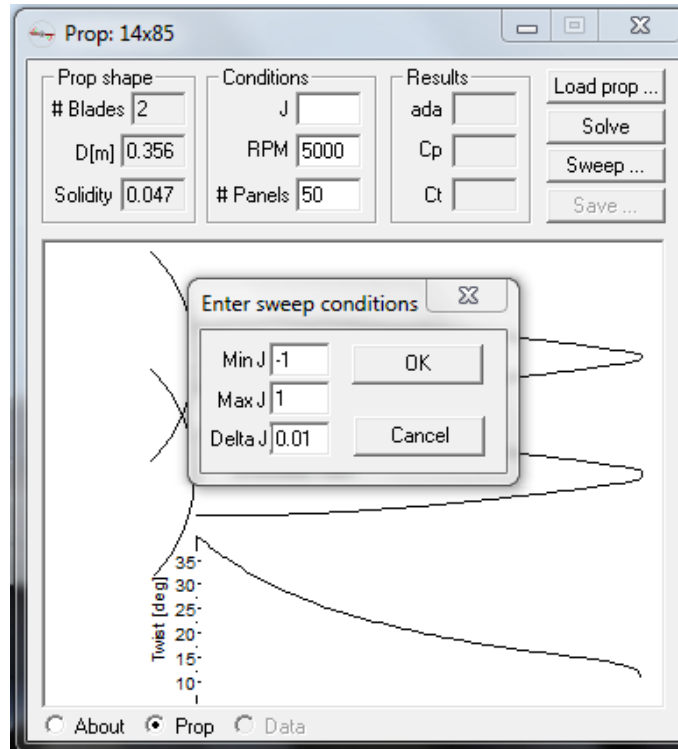 Prop: 14x85
Prop shape
# Blades 2
D[m] 0.356
Solidity 0.047
Conditions
J
RPM 5000
# Panels 50
Results
ada
Cp
Ct
Load prop ...
Solve
Sweep ...
Save ...
Enter sweep conditions
Min J -1
Max J 1
Delta J 0.01
OK
Cancel
Twist [deg]
35
30
25
20
15
10
About Prop Data